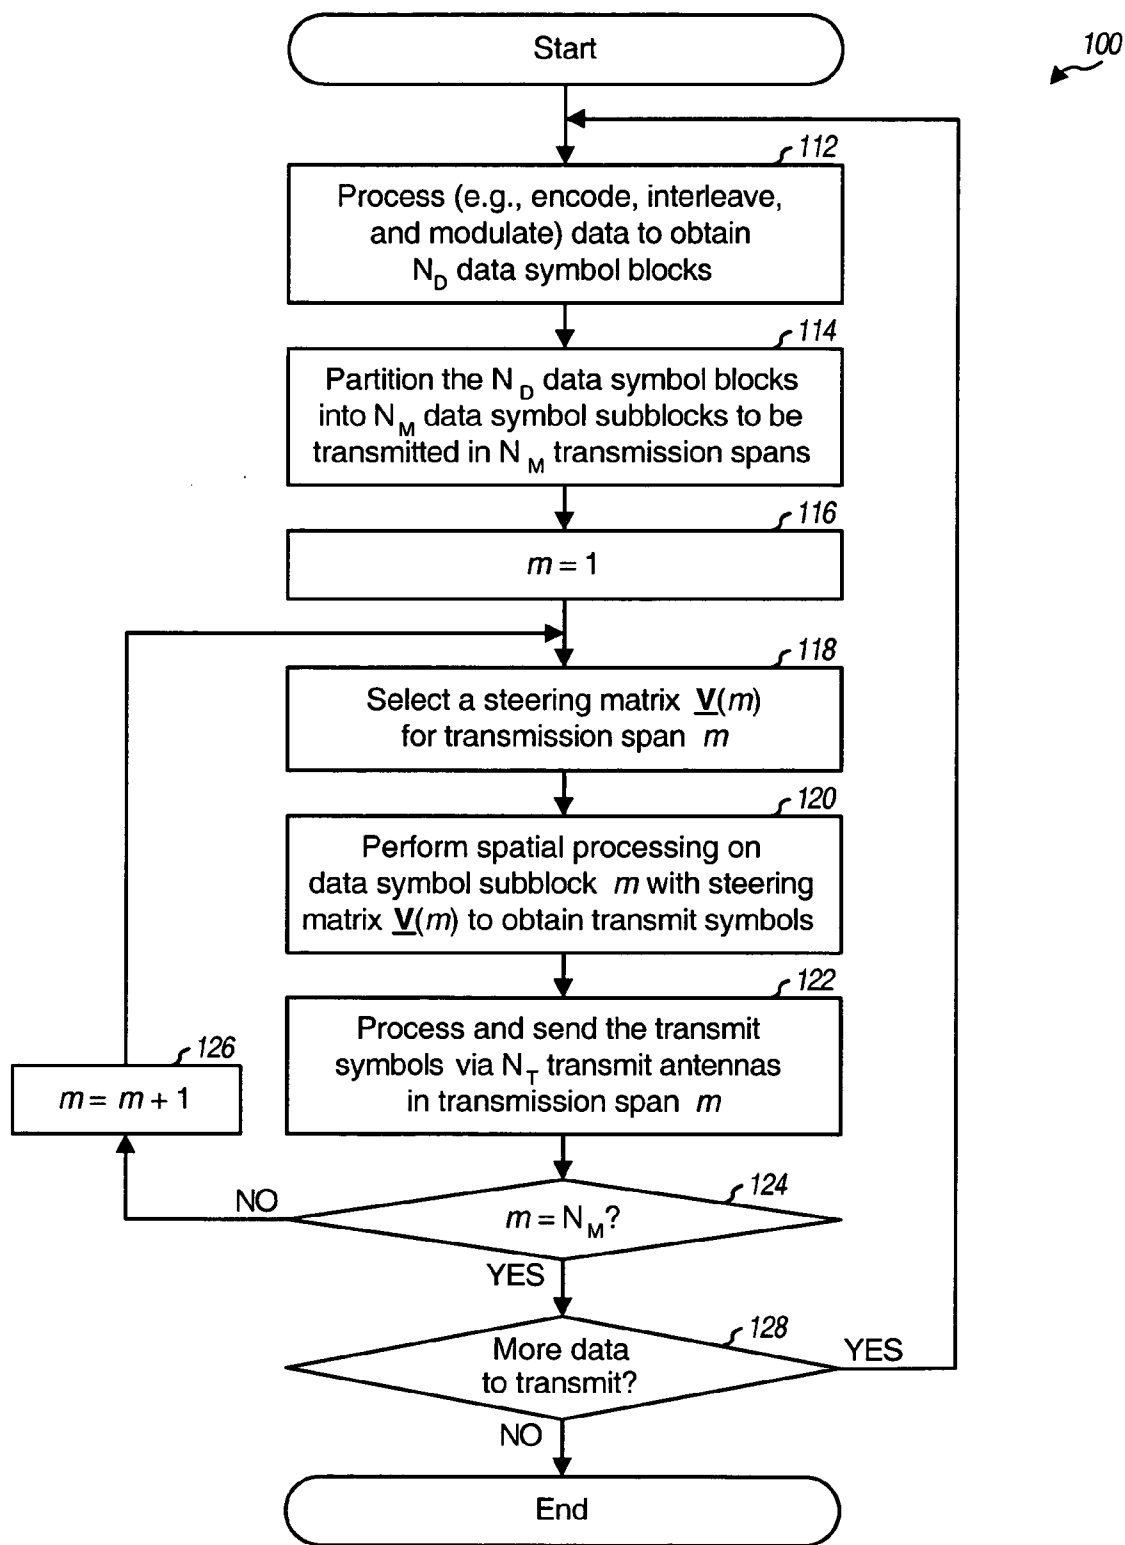 Start
100
112
Process (e.g., encode, interleave,
and modulate) data to obtain
N_D data symbol blocks
114
Partition the N_D data symbol blocks
into N_M data symbol subblocks to be
transmitted in N_M transmission spans
116
m = 1
118
Select a steering matrix V(m)
for transmission span m
120
Perform spatial processing on
data symbol subblock m with steering
matrix V(m) to obtain transmit symbols
122
Process and send the transmit
symbols via N_T transmit antennas
in transmission span m
126
m = m + 1
124
NO
m = N_M?
YES
128
More data
to transmit?
YES
NO
End